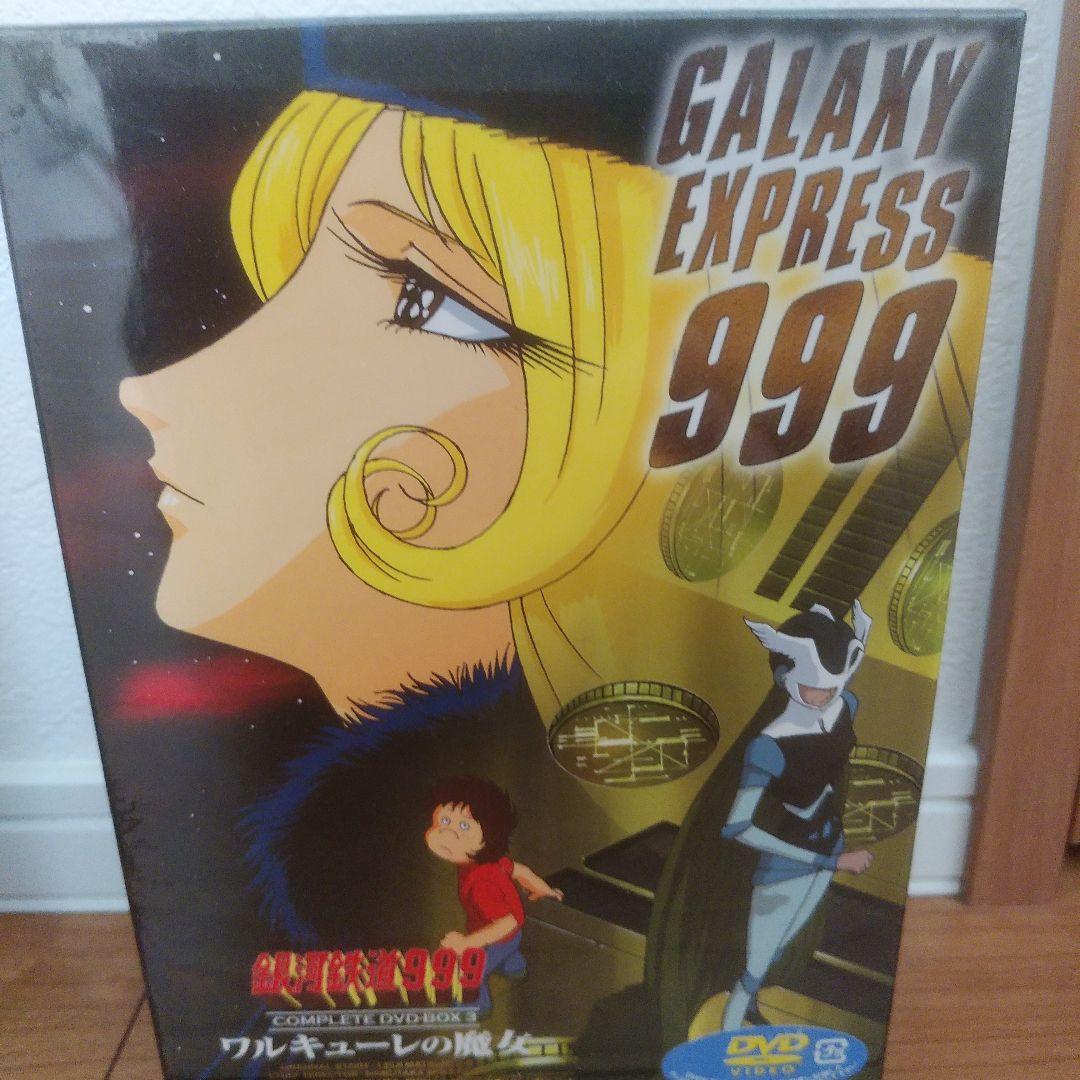 GALAXY
EXPRESS
999
銀河鉄道999
COMPLETE DVD-BOX 3
ワルキューレの魔女
DVD
VIDEO